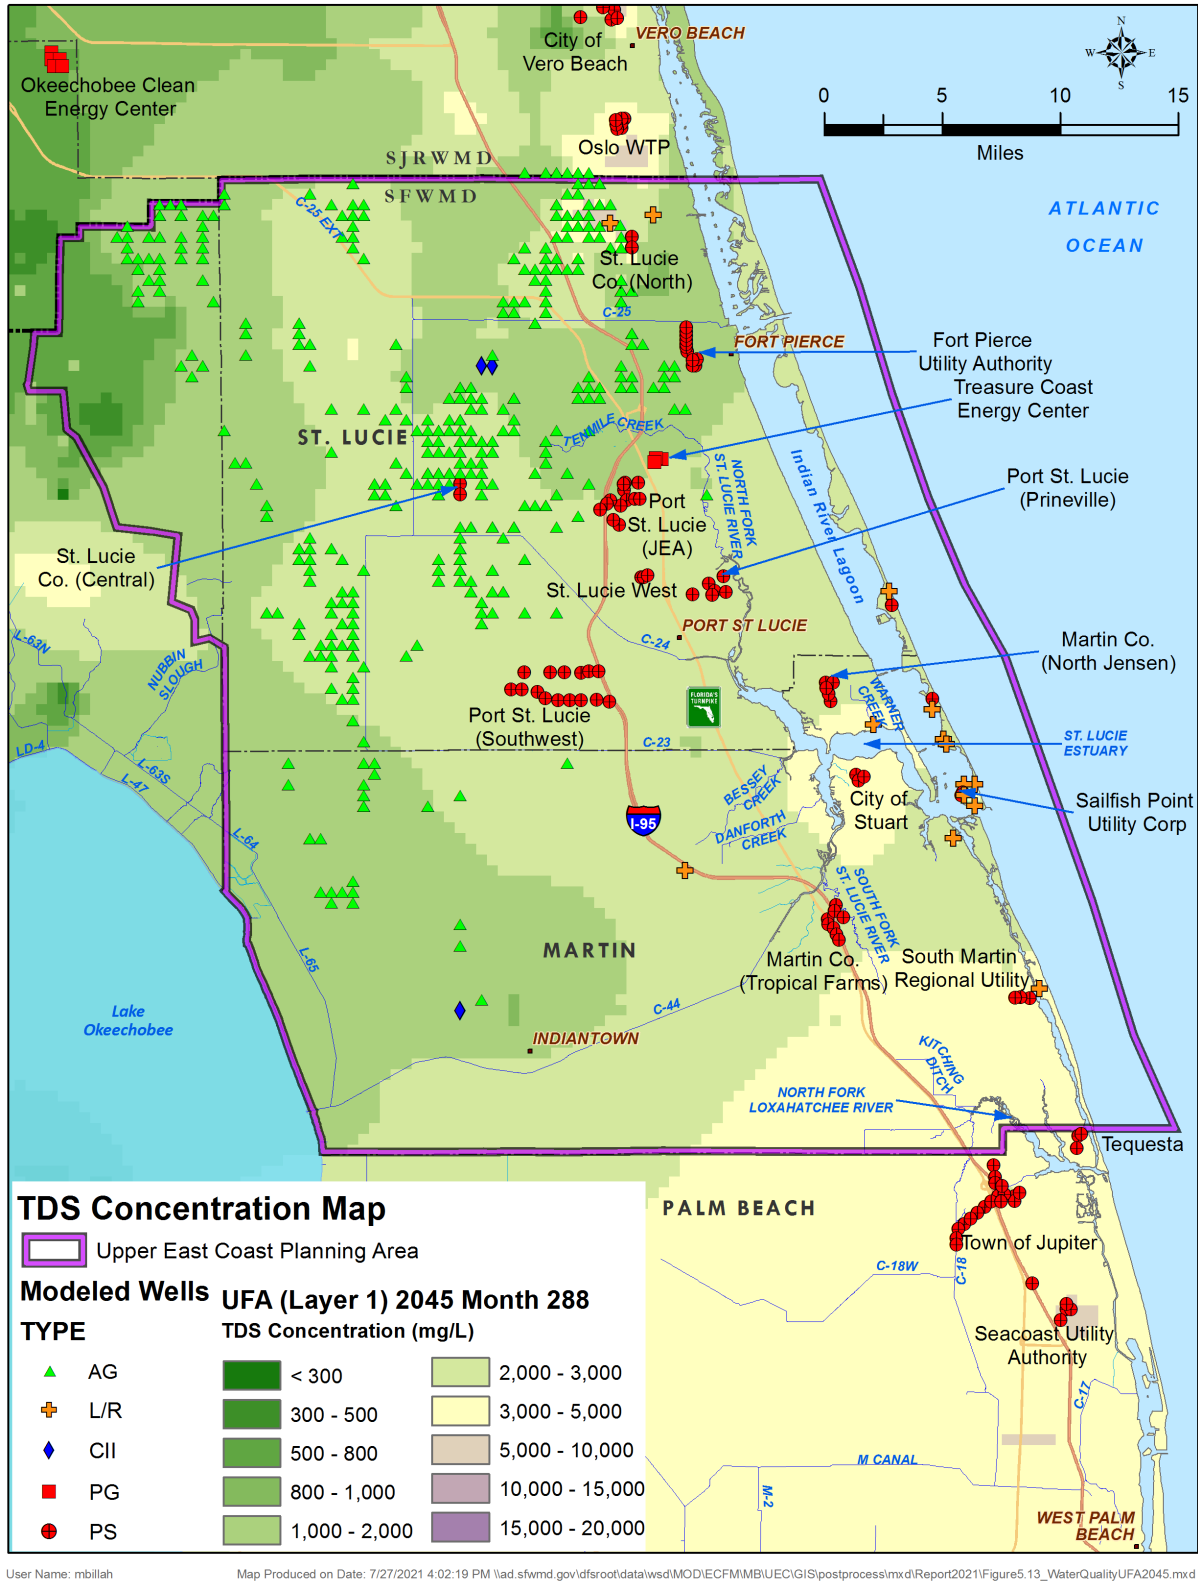 VERO BEACH
City of
Vero Beach
N
W E
S
Okeechobee Clean
Energy Center
0 5 10 15
Miles
Oslo WTP
SJRWMD
SFWMD
C-25 EXT
ATLANTIC
OCEAN
St. Lucie
Co. (North)
C-25
FORT PIERCE
Fort Pierce
Utility Authority
Treasure Coast
Energy Center
ST. LUCIE
TENMILE CREEK
NORTH FORK
ST. LUCIE RIVER
Indian River Lagoon
Port St. Lucie
(Prineville)
Port
St. Lucie
(JEA)
St. Lucie
Co. (Central)
St. Lucie West
PORT ST LUCIE
C-24
L-63N
NUBBIN
SLOUGH
Martin Co.
(North Jensen)
WARNER
CREEK
FLORIDA'S
TURNPIKE
Port St. Lucie
(Southwest)
C-23
ST. LUCIE
ESTUARY
LD-4
L-63S
L-47
BESSEY
CREEK
City of
Stuart
Sailfish Point
Utility Corp
I-95
DANFORTH
CREEK
L-64
SOUTH FORK
ST. LUCIE RIVER
MARTIN
L-65
Martin Co.
(Tropical Farms)
South Martin
Regional Utility
C-44
Lake
Okeechobee
INDIANTOWN
KITCHING
DITCH
NORTH FORK
LOXAHATCHEE RIVER
Tequesta
PALM BEACH
Town of Jupiter
C-18W
C-18
Seacoast Utility
Authority
C-17
M CANAL
M-2
WEST PALM
BEACH
TDS Concentration Map
Upper East Coast Planning Area
Modeled Wells
TYPE
AG
L/R
CII
PG
PS
UFA (Layer 1) 2045 Month 288
TDS Concentration (mg/L)
< 300
300 - 500
500 - 800
800 - 1,000
1,000 - 2,000
2,000 - 3,000
3,000 - 5,000
5,000 - 10,000
10,000 - 15,000
15,000 - 20,000
User Name: mbillah
Map Produced on Date: 7/27/2021 4:02:19 PM \\ad.sfwmd.gov\dfsroot\data\wsd\MOD\ECFM\MB\UEC\GIS\postprocess\mxd\Report2021\Figure5.13_WaterQualityUFA2045.mxd